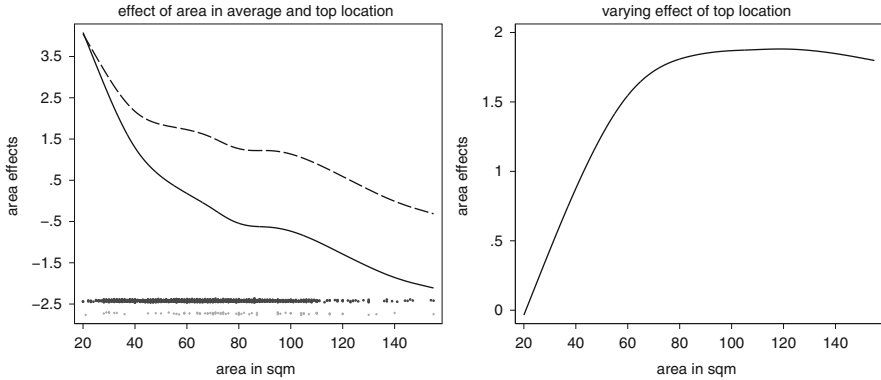 effect of area in average and top location
area effects
3.5
2.5
1.5
.5
-.5
-1.5
-2.5
20 40 60 80 100 120 140
area in sqm
varying effect of top location
area effects
2
1.5
1
.5
0
20 40 60 80 100 120 140
area in sqm